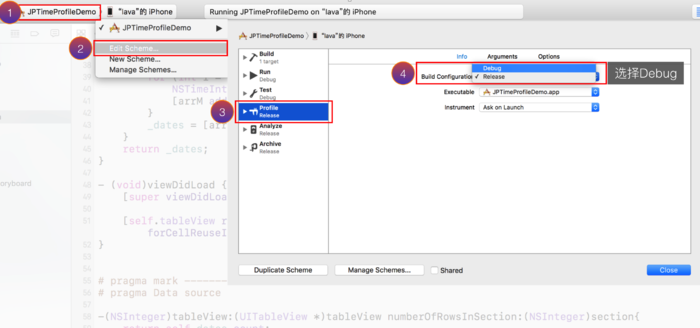 1 JPTimeProfileDemo 〉 "lava"的 iPhone
Running JPTimeProfileDemo on "lava"的 iPhone
✓ JPTimeProfileDemo ▶
2 Edit Scheme...
New Scheme...
Manage Schemes...
JPTimeProfileDemo 〉 "lava"的 iPhone
Build
1 target
Run
Debug
Test
Debug
3 Profile
Release
Analyze
Release
Archive
Release
Info Arguments Options
4 Build Configuration
Debug
✓ Release
选择Debug
Executable JPTimeProfileDemo.app
Instrument Ask on Launch
Duplicate Scheme Manage Schemes... Shared Close
NSTime
[arrM a
}
_dates = [arr
}
return _dates;
}
- (void)viewDidLoad {
[super viewDidLoa
[self.tableView r
forCellReuseI
}
# pragma mark
# pragma Data source
-(NSInteger)tableView:(UITableView *)tableView numberOfRowsInSection:(NSInteger)section{
oryboard